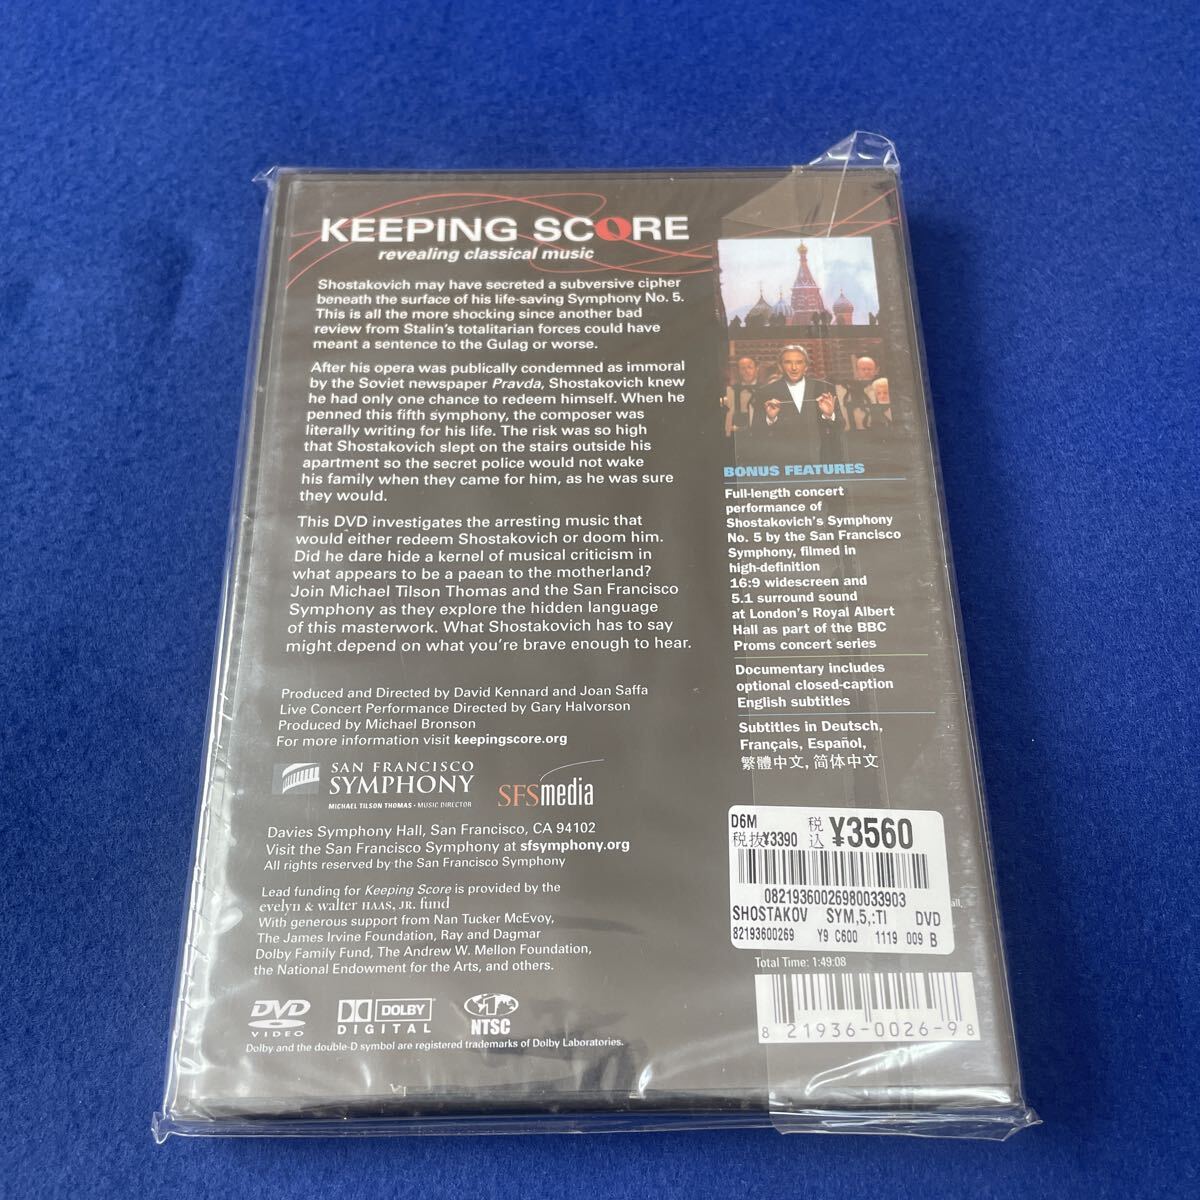 KEEPING SCORE
revealing classical music
Shostakovich may have secreted a subversive cipher
beneath the surface of his life-saving Symphony No. 5.
This is all the more shocking since another bad
review from Stalin's totalitarian forces could have
meant a sentence to the Gulag or worse.
After his opera was publically condemned as immoral
by the Soviet newspaper Pravda, Shostakovich knew
he had only one chance to redeem himself. When he
penned this fifth symphony, the composer was
literally writing for his life. The risk was so high
that Shostakovich slept on the stairs outside his
apartment so the secret police would not wake
his family when they came for him, as he was sure
they would.
This DVD investigates the arresting music that
would either redeem Shostakovich or doom him.
Did he dare hide a kernel of musical criticism in
what appears to be a paean to the motherland?
Join Michael Tilson Thomas and the San Francisco
Symphony as they explore the hidden language
of this masterwork. What Shostakovich has to say
might depend on what you're brave enough to hear.
Produced and Directed by David Kennard and Joan Saffa
Live Concert Performance Directed by Gary Halvorson
Produced by Michael Bronson
For more information visit keepingscore.org
SAN FRANCISCO
SYMPHONY
MICHAEL TILSON THOMAS · MUSIC DIRECTOR
SFSmedia
Davies Symphony Hall, San Francisco, CA 94102
Visit the San Francisco Symphony at sfsymphony.org
All rights reserved by the San Francisco Symphony
Lead funding for Keeping Score is provided by the
evelyn & walter HAAS, JR. fund
With generous support from Nan Tucker McEvoy,
The James Irvine Foundation, Ray and Dagmar
Dolby Family Fund, The Andrew W. Mellon Foundation,
the National Endowment for the Arts, and others.
DVD
VIDEO
DOLBY
DIGITAL
1
NTSC
Dolby and the double-D symbol are registered trademarks of Dolby Laboratories.
BONUS FEATURES
Full-length concert
performance of
Shostakovich's Symphony
No. 5 by the San Francisco
Symphony, filmed in
high-definition
16:9 widescreen and
5.1 surround sound
at London's Royal Albert
Hall as part of the BBC
Proms concert series
Documentary includes
optional closed-caption
English subtitles
Subtitles in Deutsch,
Français, Español,
繁體中文, 简体中文
D6M
税抜¥3390 税込 ¥3560
08219360026980033903
SHOSTAKOV SYM,5,:TI DVD
82193600269 Y9 C600 1119 009 B
Total Time: 1:49:08
8 21936-0026-9 8